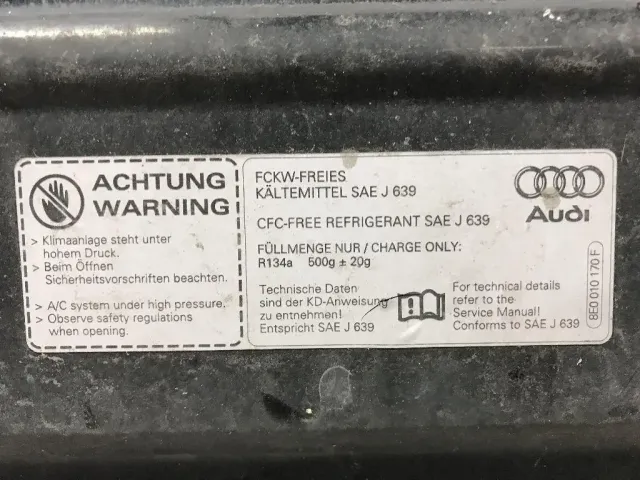 ACHTUNG
WARNING
> Klimaanlage steht unter
hohem Druck.
> Beim Öffnen
Sicherheitsvorschriften beachten.
> A/C system under high pressure.
> Observe safety regulations
when opening.
FCKW-FREIES
KÄLTEMITTEL SAE J 639
CFC-FREE REFRIGERANT SAE J 639
FÜLLMENGE NUR / CHARGE ONLY:
R134a 500g ± 20g
Technische Daten
sind der KD-Anweisung
zu entnehmen!
Entspricht SAE J 639
For technical details
refer to the
Service Manual!
Conforms to SAE J 639
Audi
8E0 010 170 F